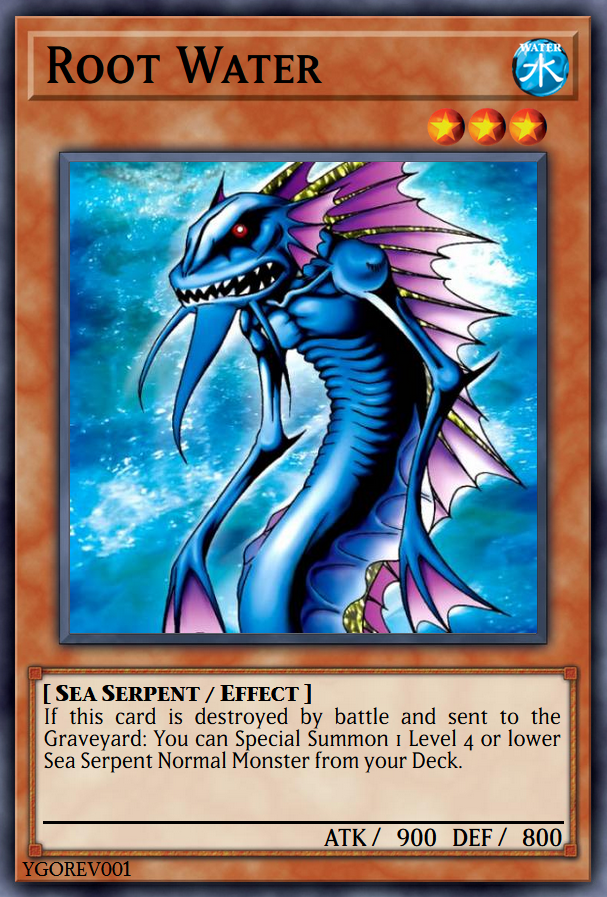 Root Water
WATER
水
[ Sea Serpent / Effect ]
If this card is destroyed by battle and sent to the
Graveyard: You can Special Summon 1 Level 4 or lower
Sea Serpent Normal Monster from your Deck.
ATK / 900 DEF / 800
YGOREV001